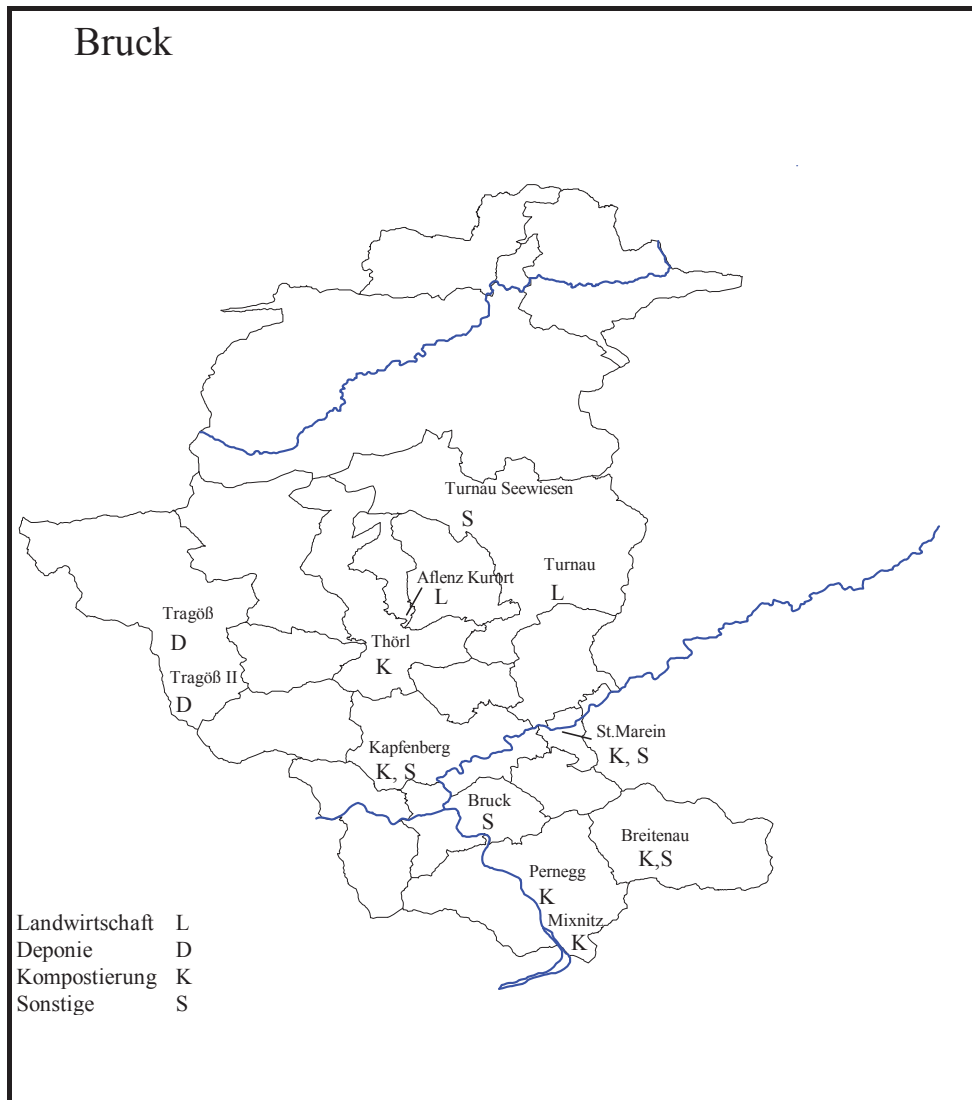 Bruck
Turnau Seewiesen
S
Aflenz Kurort
L
Turnau
L
Tragöß
D
Thörl
K
Tragöß II
D
St.Marein
K, S
Kapfenberg
K, S
Bruck
S
Breitenau
K,S
Pernegg
K
Mixnitz
K
Landwirtschaft L
Deponie D
Kompostierung K
Sonstige S